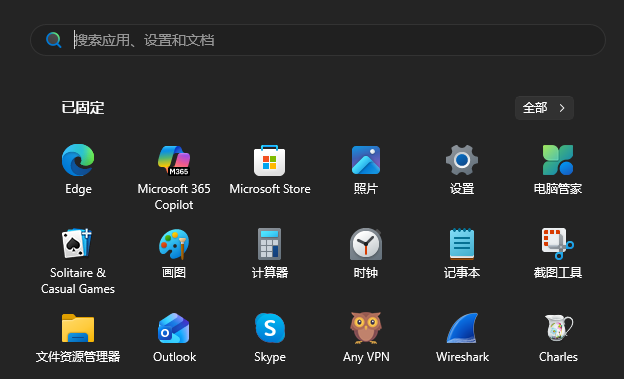 搜索应用、设置和文档
已固定
全部
M365
Edge
Microsoft 365
Copilot
Microsoft Store
照片
设置
电脑管家
Solitaire &
Casual Games
画图
计算器
时钟
记事本
截图工具
文件资源管理器
Outlook
Skype
Any VPN
Wireshark
Charles